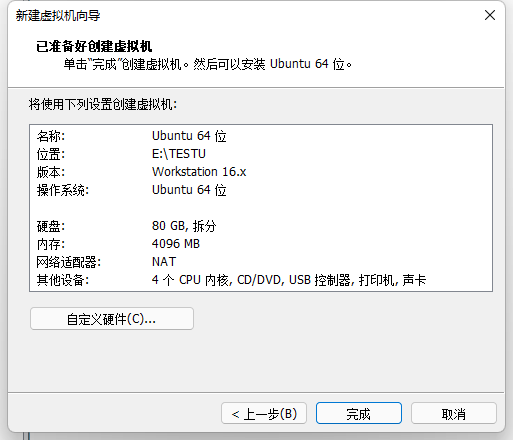 新建虚拟机向导
已准备好创建虚拟机
单击“完成”创建虚拟机。然后可以安装 Ubuntu 64 位。
将使用下列设置创建虚拟机:
名称: Ubuntu 64 位
位置: E:\TESTU
版本: Workstation 16.x
操作系统: Ubuntu 64 位
硬盘: 80 GB, 拆分
内存: 4096 MB
网络适配器: NAT
其他设备: 4 个 CPU 内核, CD/DVD, USB 控制器, 打印机, 声卡
自定义硬件(C)...
< 上一步(B) 完成 取消